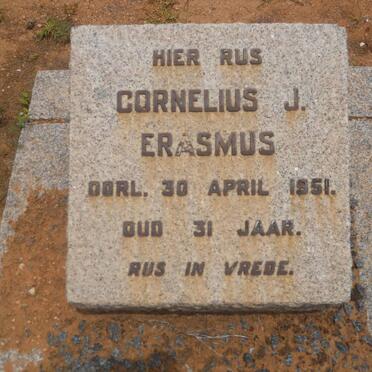 HIER RUS
CORNELIUS J.
ERASMUS
OORL. 30 APRIL 1951.
OUD 31 JAAR.
RUS IN VREDE.